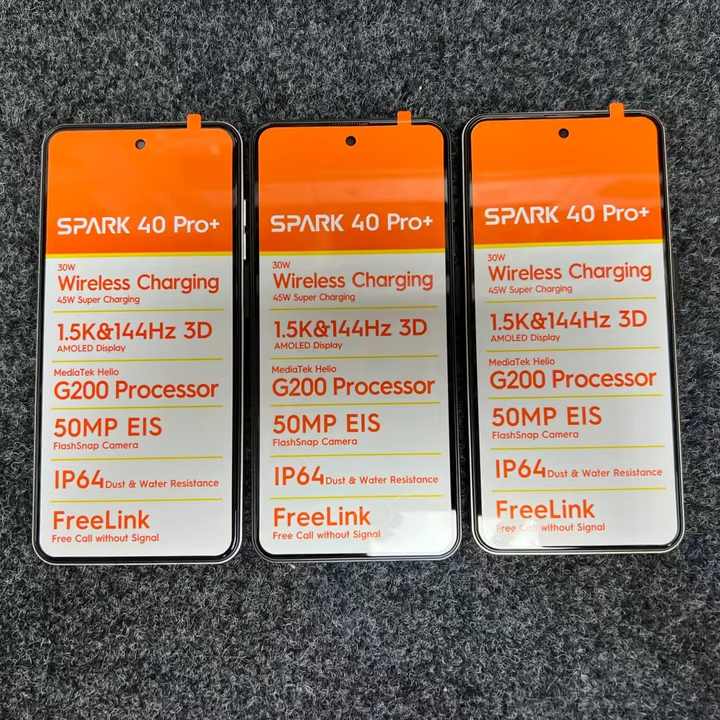 SPARK 40 Pro+
30W
Wireless Charging
45W Super Charging
1.5K&144Hz 3D
AMOLED Display
MediaTek Helio
G200 Processor
50MP EIS
FlashSnap Camera
IP64 Dust & Water Resistance
FreeLink
Free Call without Signal
SPARK 40 Pro+
30W
Wireless Charging
45W Super Charging
1.5K&144Hz 3D
AMOLED Display
MediaTek Helio
G200 Processor
50MP EIS
FlashSnap Camera
IP64 Dust & Water Resistance
FreeLink
Free Call without Signal
SPARK 40 Pro+
30W
Wireless Charging
45W Super Charging
1.5K&144Hz 3D
AMOLED Display
MediaTek Helio
G200 Processor
50MP EIS
FlashSnap Camera
IP64 Dust & Water Resistance
FreeLink
Free Call without Signal